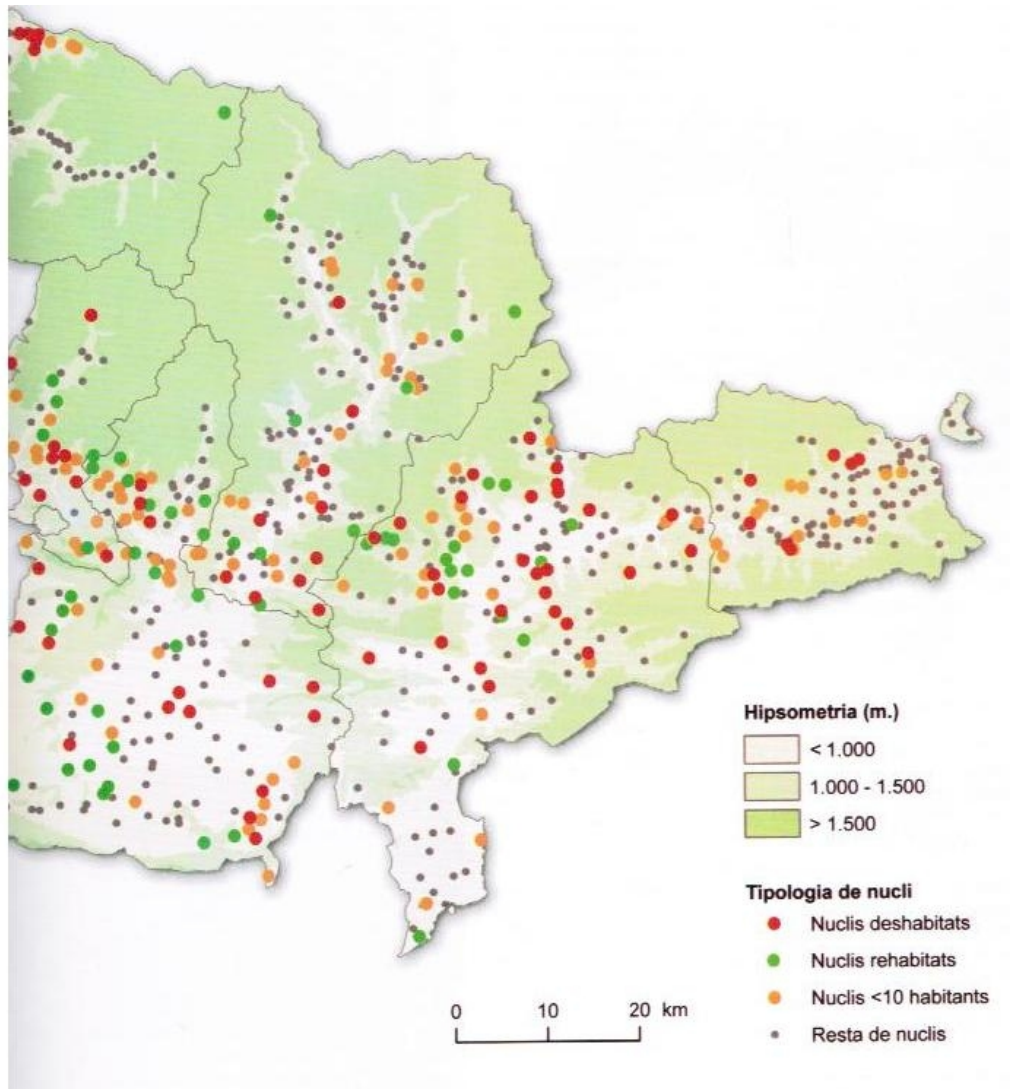 Hipsometria (m.)
< 1.000
1.000 - 1.500
> 1.500
Tipologia de nucli
Nuclis deshabitats
Nuclis rehabitats
Nuclis <10 habitants
Resta de nuclis
0 10 20 km